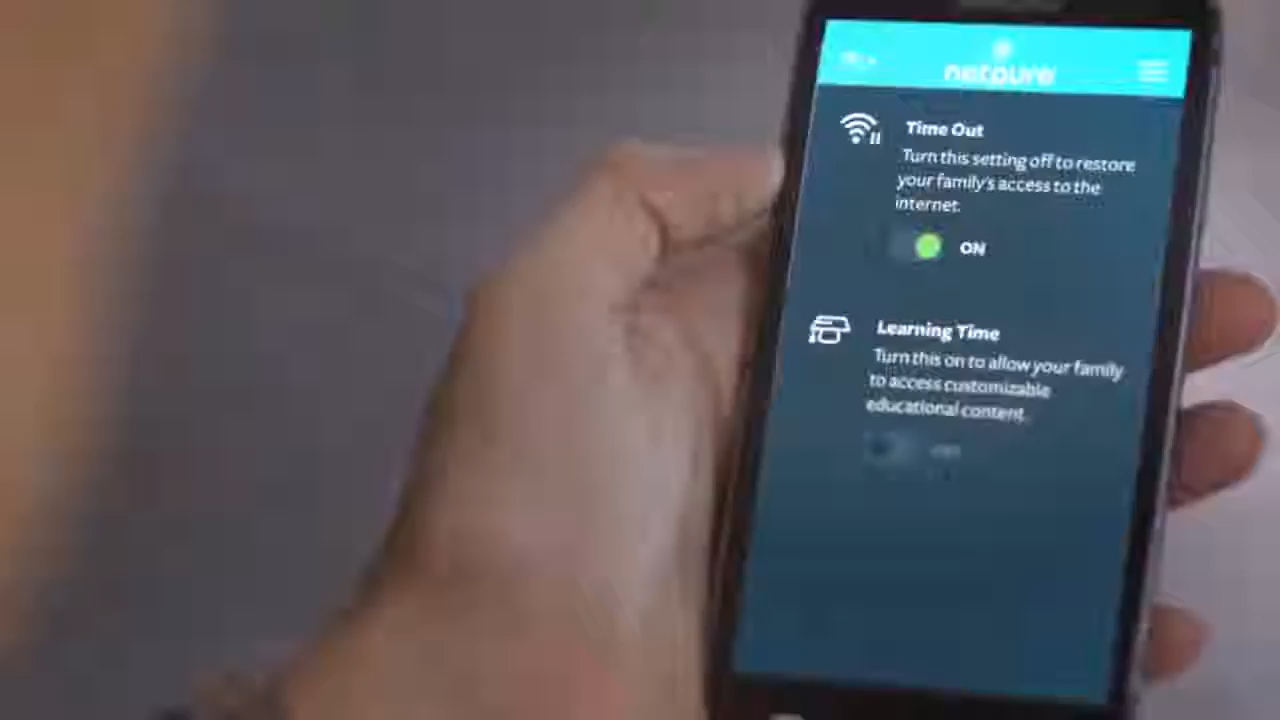 netpure
Time Out
Turn this setting off to restore
your family's access to the
internet.
ON
Learning Time
Turn this on to allow your family
to access customizable
educational content.